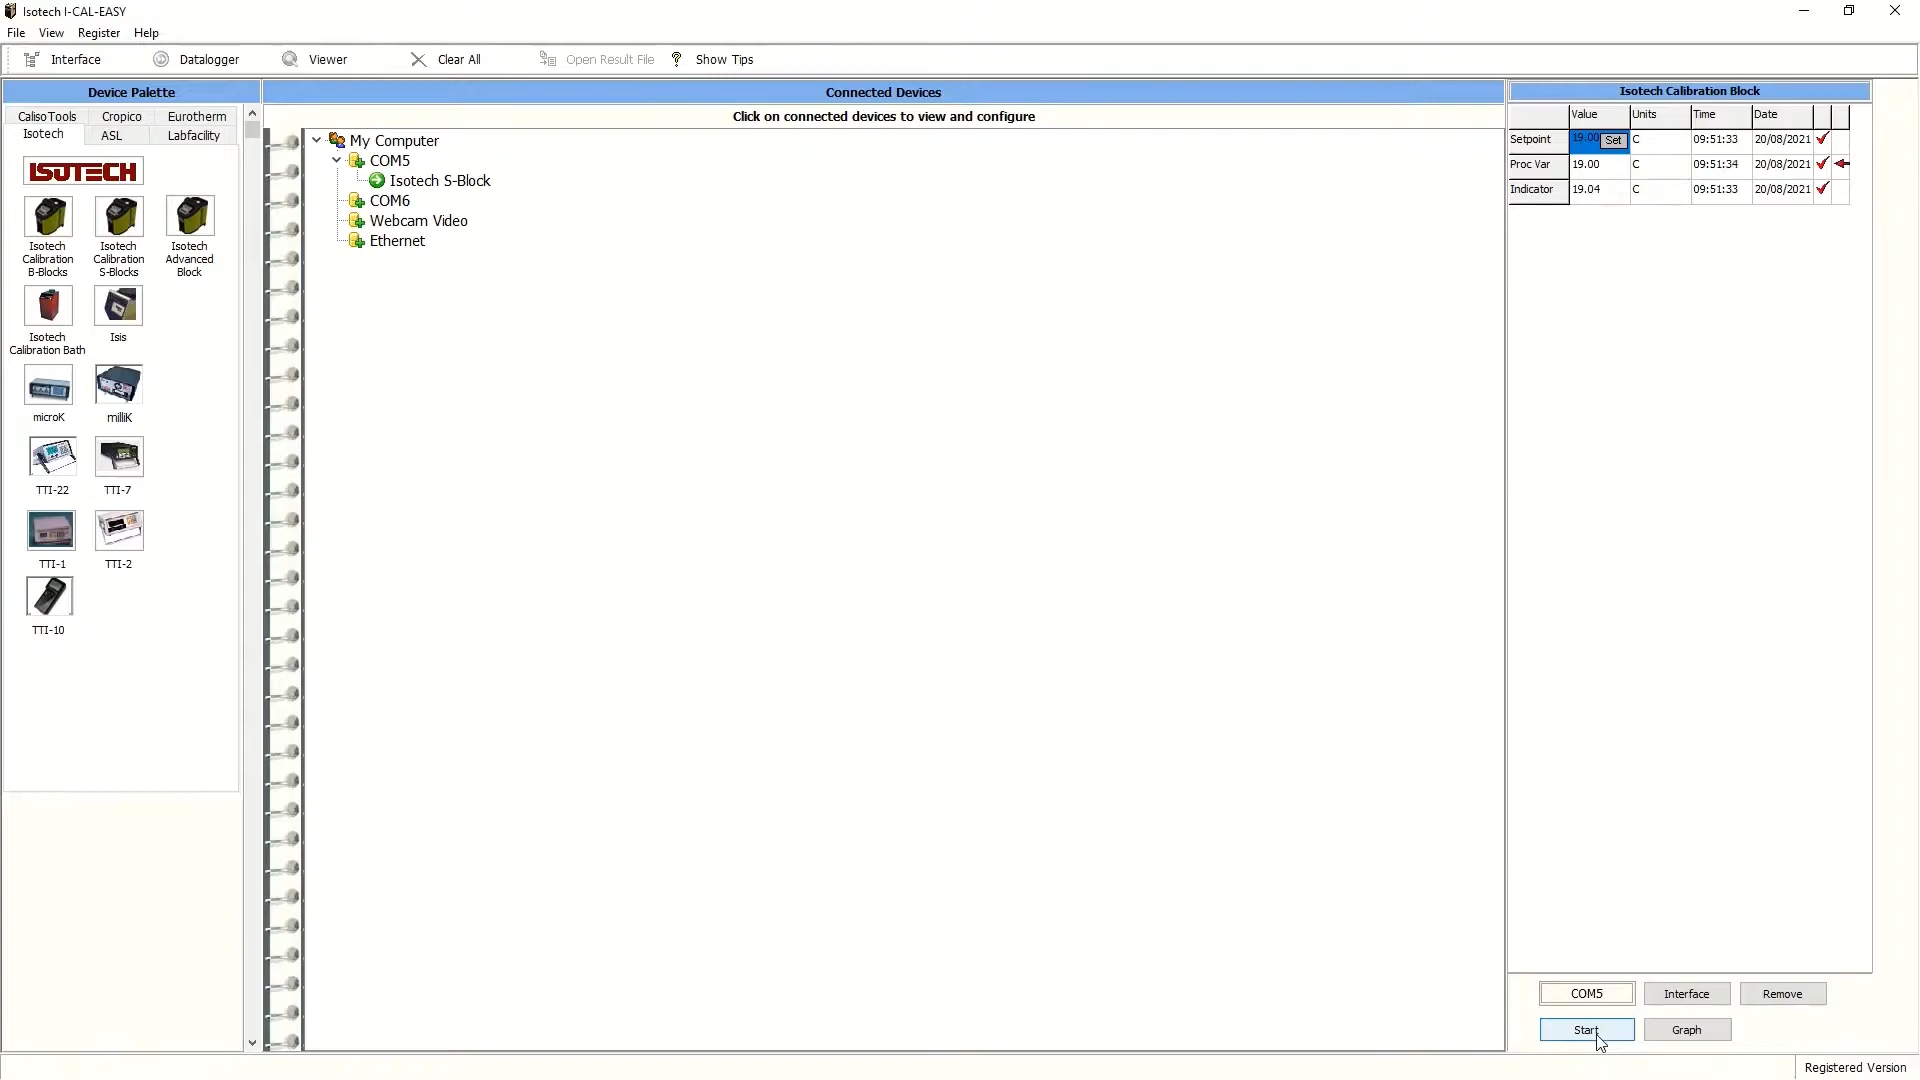 Isotech I-CAL-EASY
File View Register Help
Interface Datalogger Viewer Clear All Open Result File ? Show Tips
Device Palette
CalisoTools Cropico Eurotherm
Isotech ASL Labfacility
ISOTECH
Isotech Calibration B-Blocks
Isotech Calibration S-Blocks
Isotech Advanced Block
Isotech Calibration Bath
Isis
microK
milliK
TTI-22
TTI-7
TTI-1
TTI-2
TTI-10
Connected Devices
Click on connected devices to view and configure
My Computer
COM5
Isotech S-Block
COM6
Webcam Video
Ethernet
Isotech Calibration Block
Value Units Time Date
Setpoint 19.00 Set C 09:51:33 20/08/2021
Proc Var 19.00 C 09:51:34 20/08/2021
Indicator 19.04 C 09:51:33 20/08/2021
COM5 Interface Remove
Start Graph
Registered Version